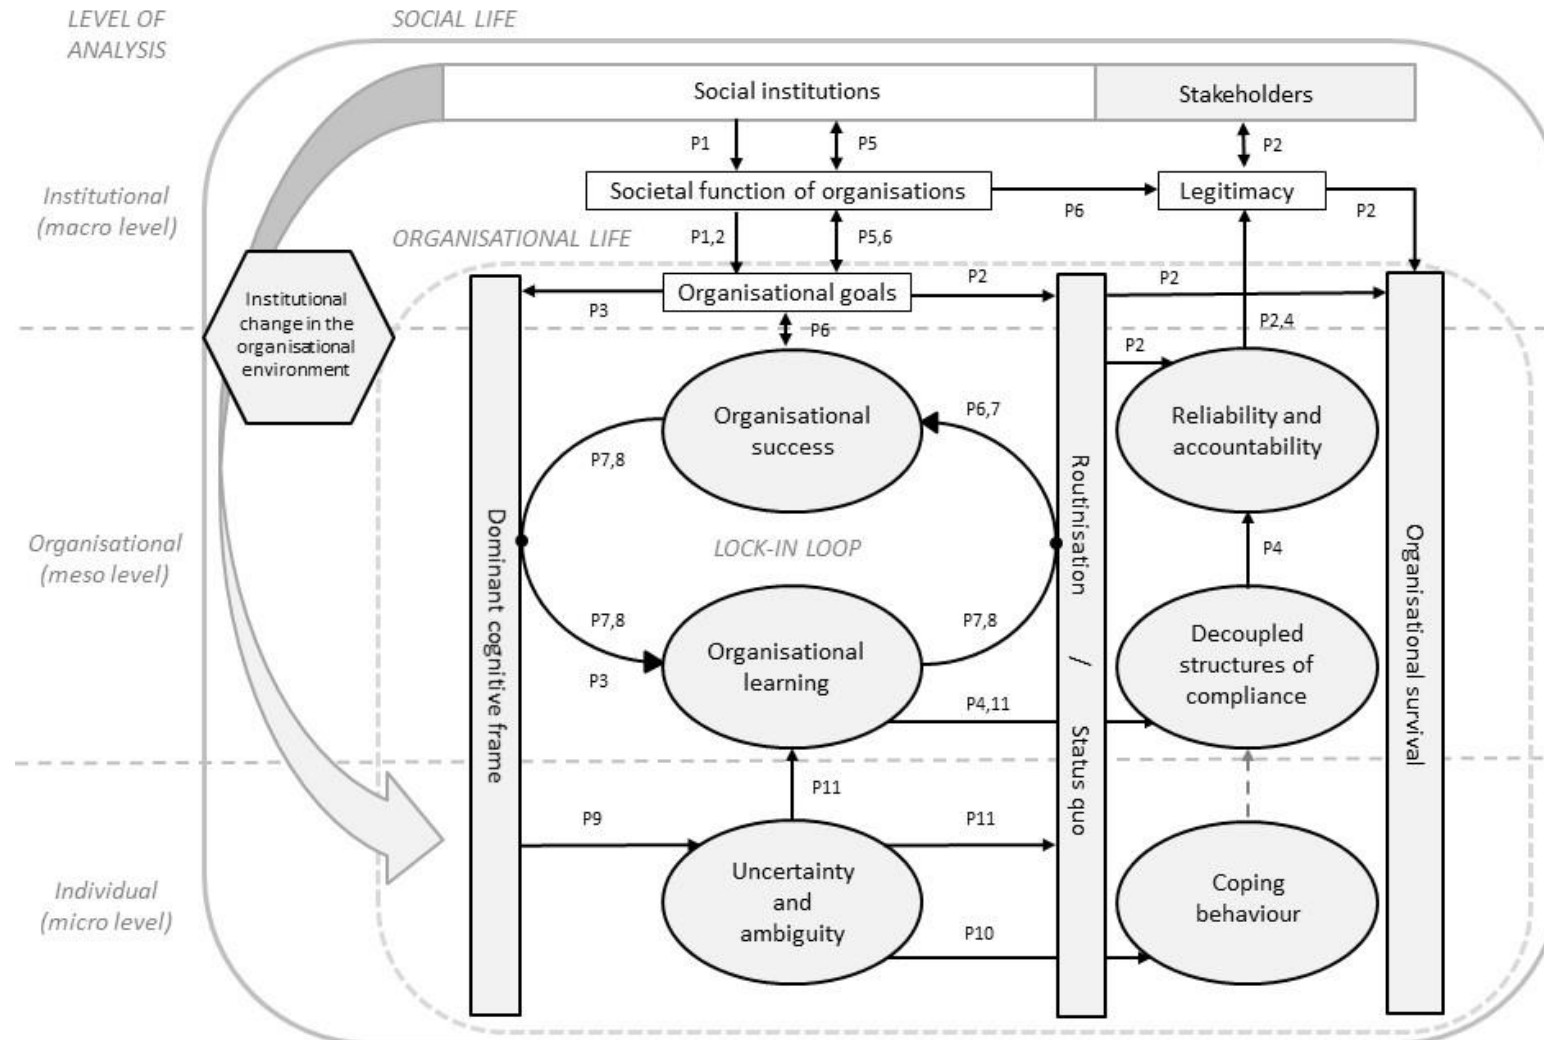 LEVEL OF
ANALYSIS
SOCIAL LIFE
Social institutions
Stakeholders
P1
P5
P2
Institutional
(macro level)
Societal function of organisations
Legitimacy
P6
P2
ORGANISATIONAL LIFE
P1,2
P5,6
Institutional
change in the
organisational
environment
Organisational goals
P3
P2
P2
P6
P2,4
P2
Organisational
success
Reliability and
accountability
P7,8
P6,7
Dominant cognitive frame
Routinisation / Status quo
Organisational survival
Organisational
(meso level)
LOCK-IN LOOP
P4
P7,8
P3
Organisational
learning
P7,8
P4,11
Decoupled
structures of
compliance
P11
P9
P11
Individual
(micro level)
Uncertainty
and
ambiguity
Coping
behaviour
P10